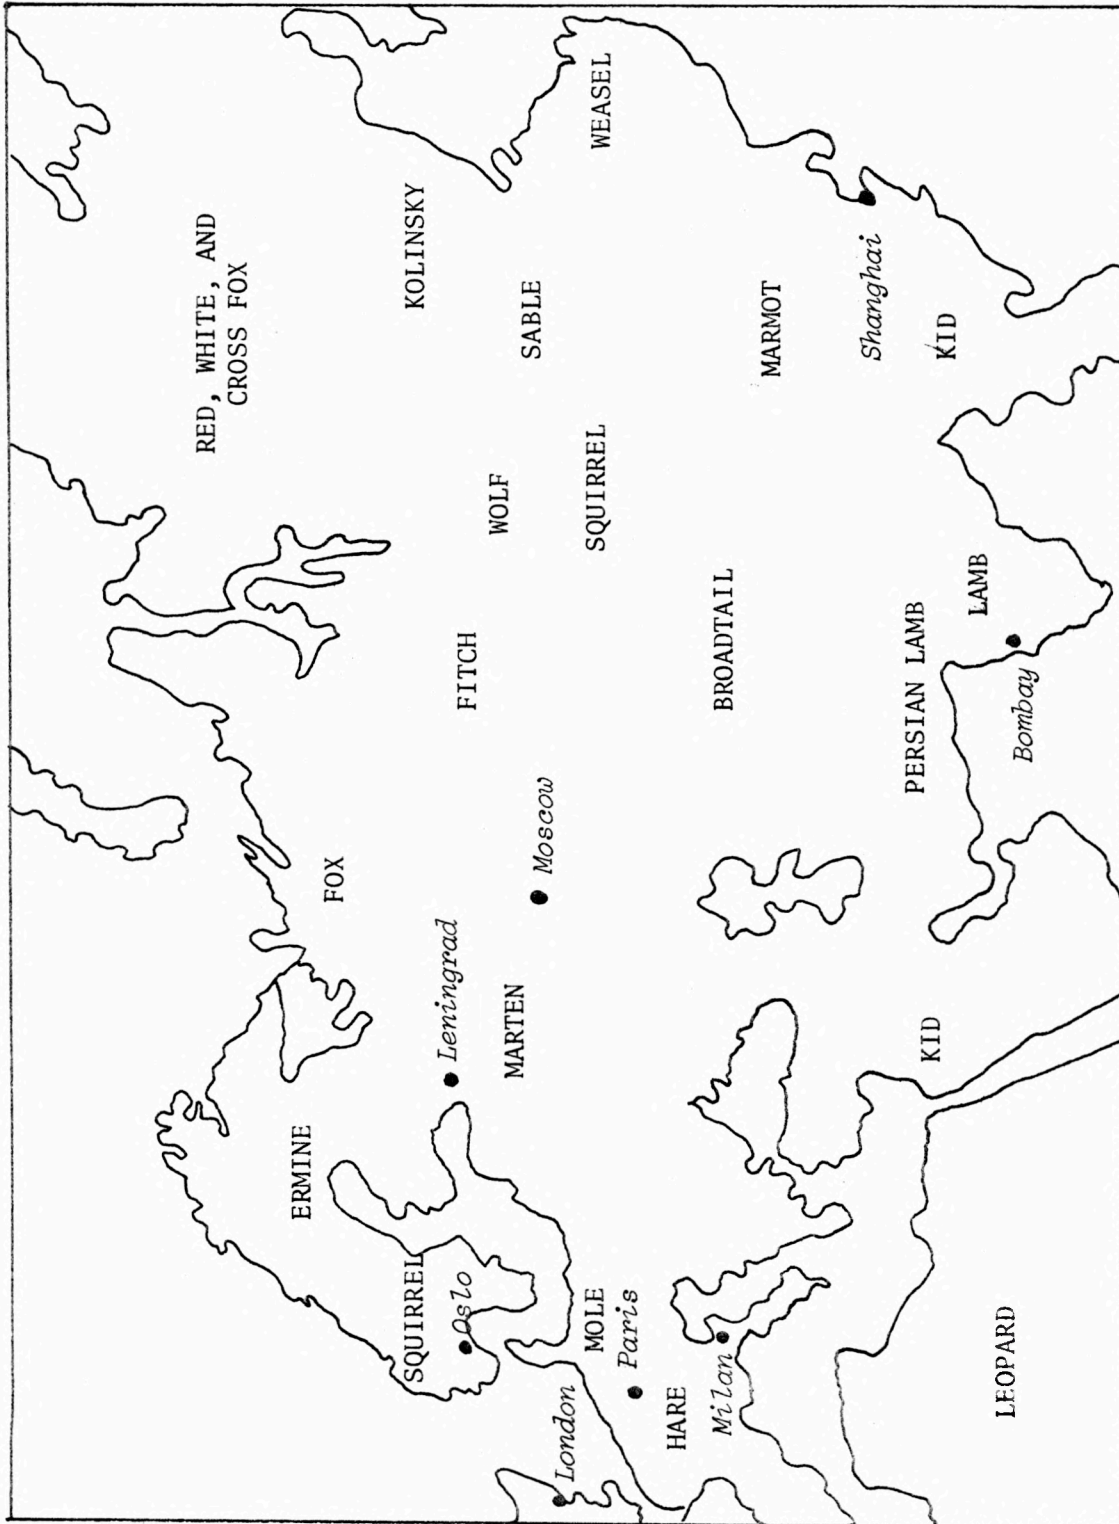 RED, WHITE, AND
CROSS FOX
FOX
ERMINE
KOLINSKY
SQUIRREL
Oslo
Leningrad
FITCH
WOLF
MARTEN
SABLE
Moscow
London
MOLE
SQUIRREL
WEASEL
Paris
HARE
Milan
BROADTAIL
MARMOT
Shanghai
PERSIAN LAMB
KID
KID
LAMB
LEOPARD
Bombay